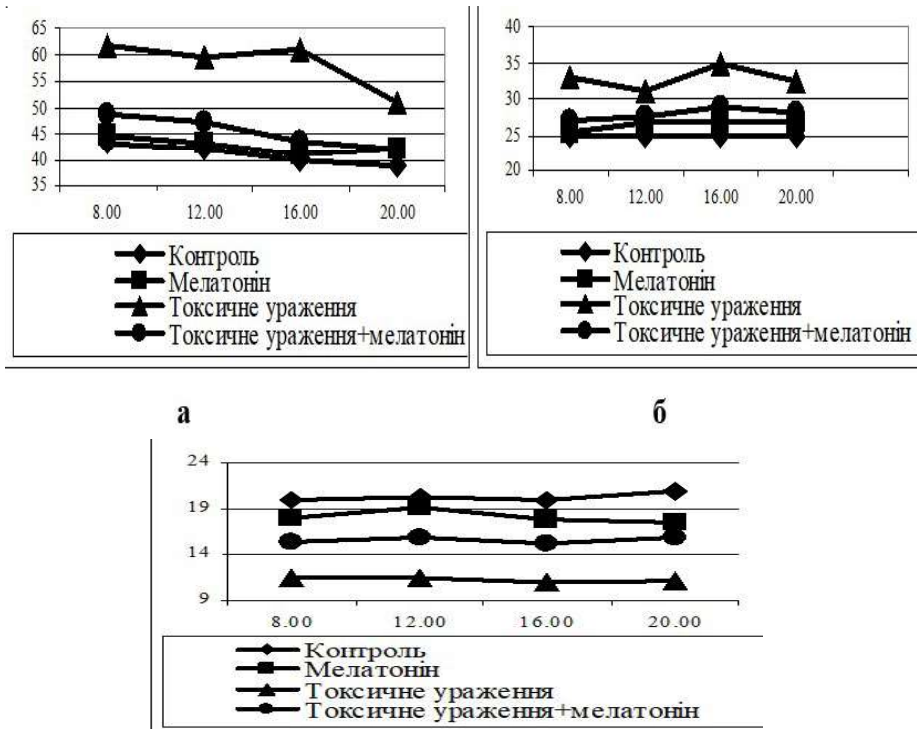 65
60
55
50
45
40
35
8.00 12.00 16.00 20.00
Контроль
Мелатонін
Токсичне ураження
Токсичне ураження+мелатонін
а
40
35
30
25
20
8.00 12.00 16.00 20.00
Контроль
Мелатонін
Токсичне ураження
Токсичне ураження+мелатонін
б
24
19
14
9
8.00 12.00 16.00 20.00
Контроль
Мелатонін
Токсичне ураження
Токсичне ураження+мелатонін